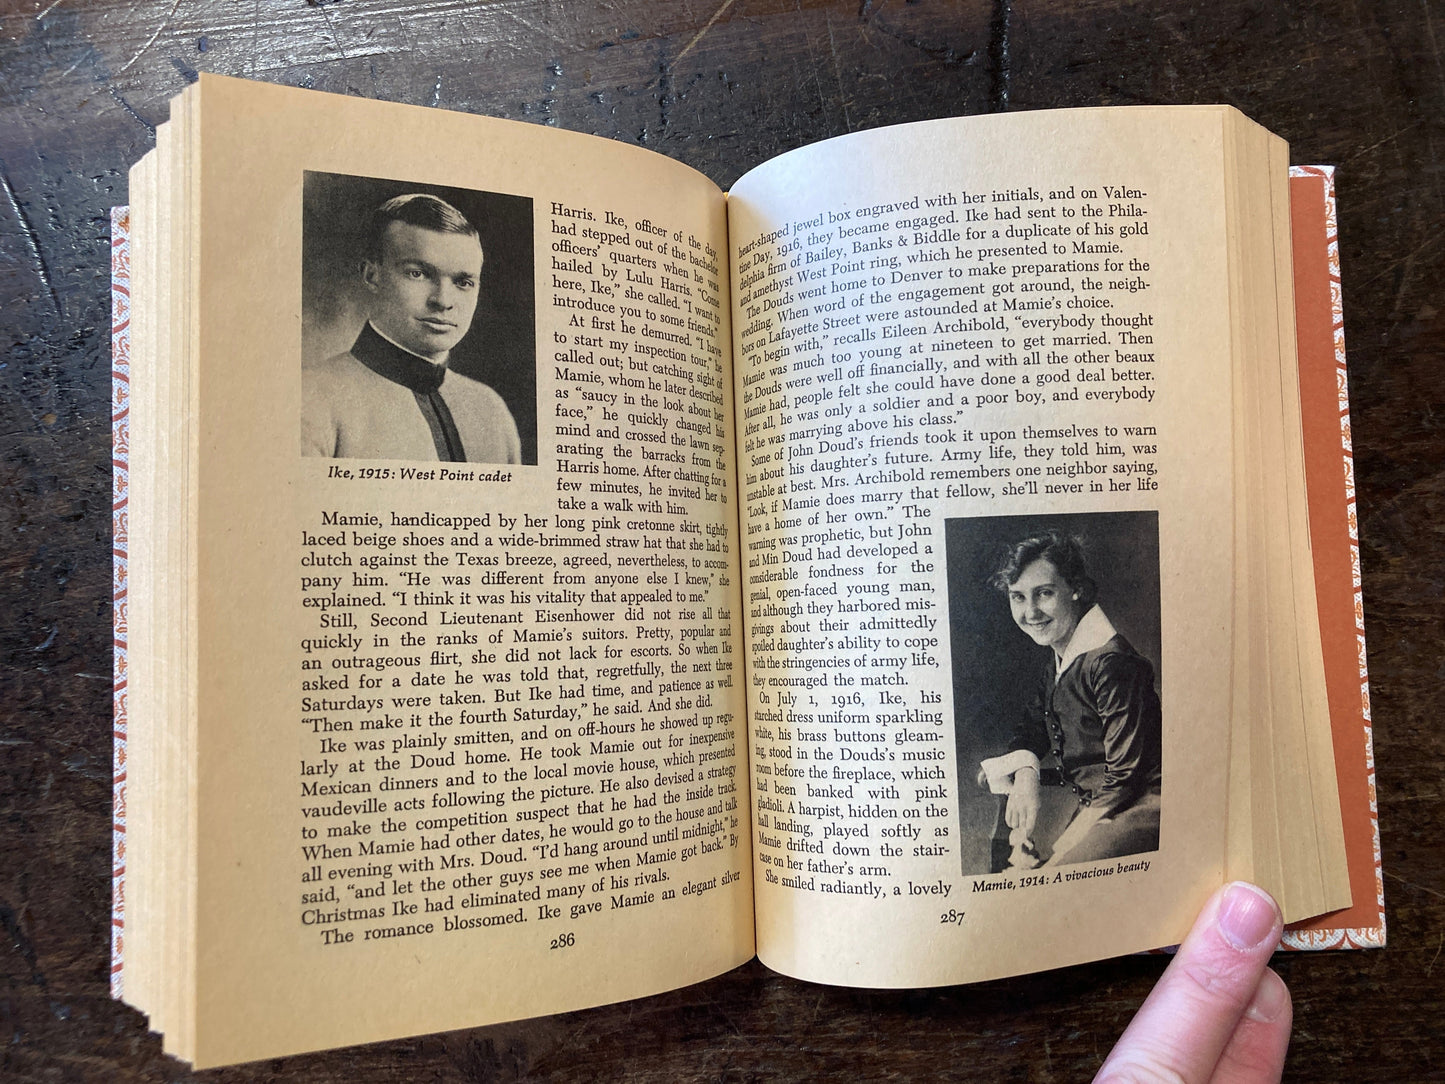 Ike, 1915: West Point cadet
Harris. Ike, officer of the day,
had stepped out of the bachelor
officers' quarters when he was
hailed by Lulu Harris. "Come
here, Ike," she called. "I want to
introduce you to some friends."
At first he demurred. "I have
to start my inspection tour," he
called out; but catching sight of
Mamie, whom he later described
as "saucy in the look about her
face," he quickly changed his
mind and crossed the lawn sep-
arating the barracks from the
Harris home. After chatting for a
few minutes, he invited her to
take a walk with him.
Mamie, handicapped by her long pink cretonne skirt, tightly
laced beige shoes and a wide-brimmed straw hat that she had to
clutch against the Texas breeze, agreed, nevertheless, to accom-
pany him. "He was different from anyone else I knew," she
explained. "I think it was his vitality that appealed to me."
Still, Second Lieutenant Eisenhower did not rise all that
quickly in the ranks of Mamie's suitors. Pretty, popular and
an outrageous flirt, she did not lack for escorts. So when Ike
asked for a date he was told that, regretfully, the next three
Saturdays were taken. But Ike had time, and patience as well.
"Then make it the fourth Saturday," he said. And she did.
Ike was plainly smitten, and on off-hours he showed up regu-
larly at the Doud home. He took Mamie out for inexpensive
Mexican dinners and to the local movie house, which presented
vaudeville acts following the picture. He also devised a strategy
to make the competition suspect that he had the inside track.
When Mamie had other dates, he would go to the house and talk
all evening with Mrs. Doud. "I'd hang around until midnight," he
said, "and let the other guys see me when Mamie got back." By
Christmas Ike had eliminated many of his rivals.
The romance blossomed. Ike gave Mamie an elegant silver
286
heart-shaped jewel box engraved with her initials, and on Valen-
tine Day, 1916, they became engaged. Ike had sent to the Phila-
delphia firm of Bailey, Banks & Biddle for a duplicate of his gold
and amethyst West Point ring, which he presented to Mamie.
The Douds went home to Denver to make preparations for the
wedding. When word of the engagement got around, the neigh-
bors on Lafayette Street were astounded at Mamie's choice.
"To begin with," recalls Eileen Archibold, "everybody thought
Mamie was much too young at nineteen to get married. Then
the Douds were well off financially, and with all the other beaux
Mamie had, people felt she could have done a good deal better.
After all, he was only a soldier and a poor boy, and everybody
felt he was marrying above his class."
Some of John Doud's friends took it upon themselves to warn
him about his daughter's future. Army life, they told him, was
unstable at best. Mrs. Archibold remembers one neighbor saying,
"Look, if Mamie does marry that fellow, she'll never in her life
have a home of her own." The
warning was prophetic, but John
and Min Doud had developed a
considerable fondness for the
genial, open-faced young man,
and although they harbored mis-
givings about their admittedly
spoiled daughter's ability to cope
with the stringencies of army life,
they encouraged the match.
On July 1, 1916, Ike, his
starched dress uniform sparkling
white, his brass buttons gleam-
ing, stood in the Douds's music
room before the fireplace, which
had been banked with pink
gladioli. A harpist, hidden on the
hall landing, played softly as
Mamie drifted down the stair-
case on her father's arm.
She smiled radiantly, a lovely
Mamie, 1914: A vivacious beauty
287